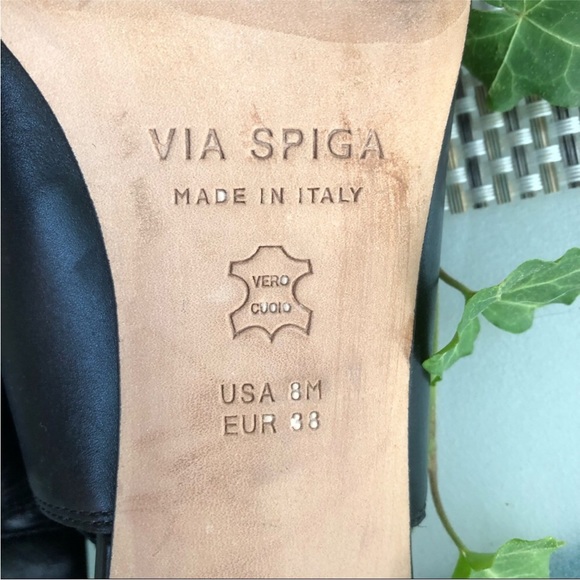 VIA SPIGA
MADE IN ITALY
VERO
CUOIO
USA 8M
EUR 38